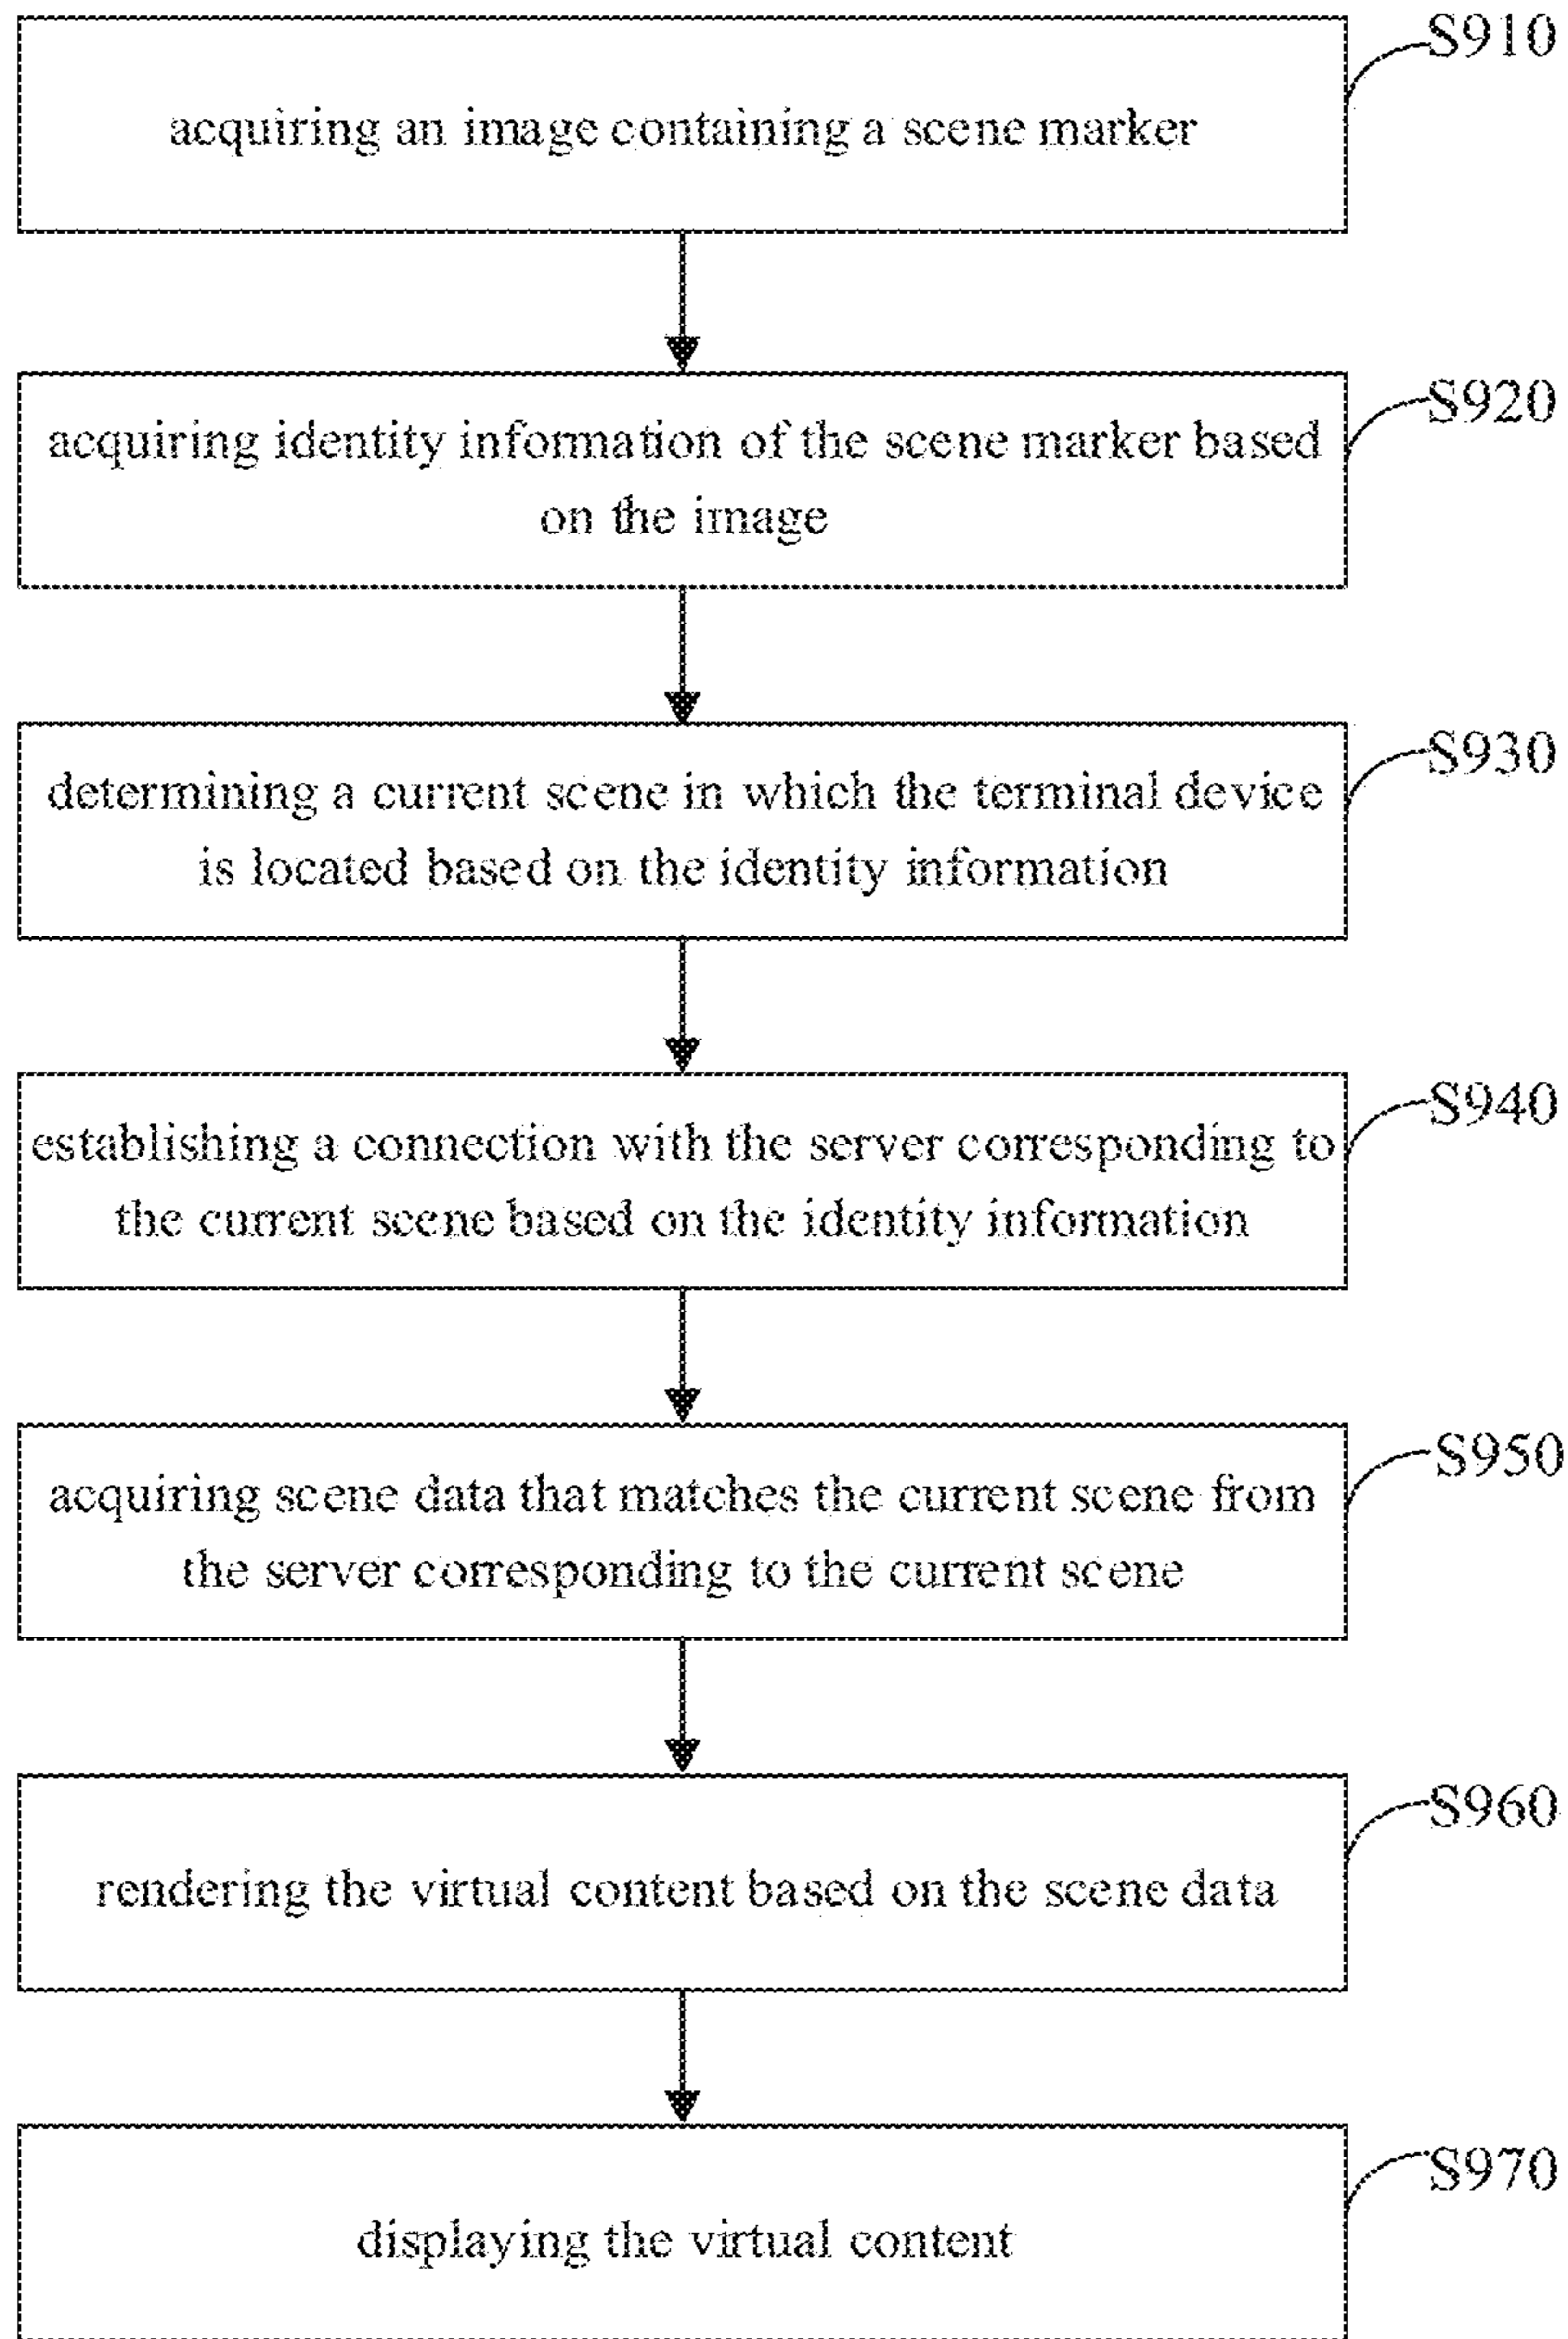 S910
acquiring an image containing a scene marker
S920
acquiring identity information of the scene marker based
on the image
S930
determining a current scene in which the terminal device
is located based on the identity information
S940
establishing a connection with the server corresponding to
the current scene based on the identity information
S950
acquiring scene data that matches the current scene from
the server corresponding to the current scene
S960
rendering the virtual content based on the scene data
S970
displaying the virtual content